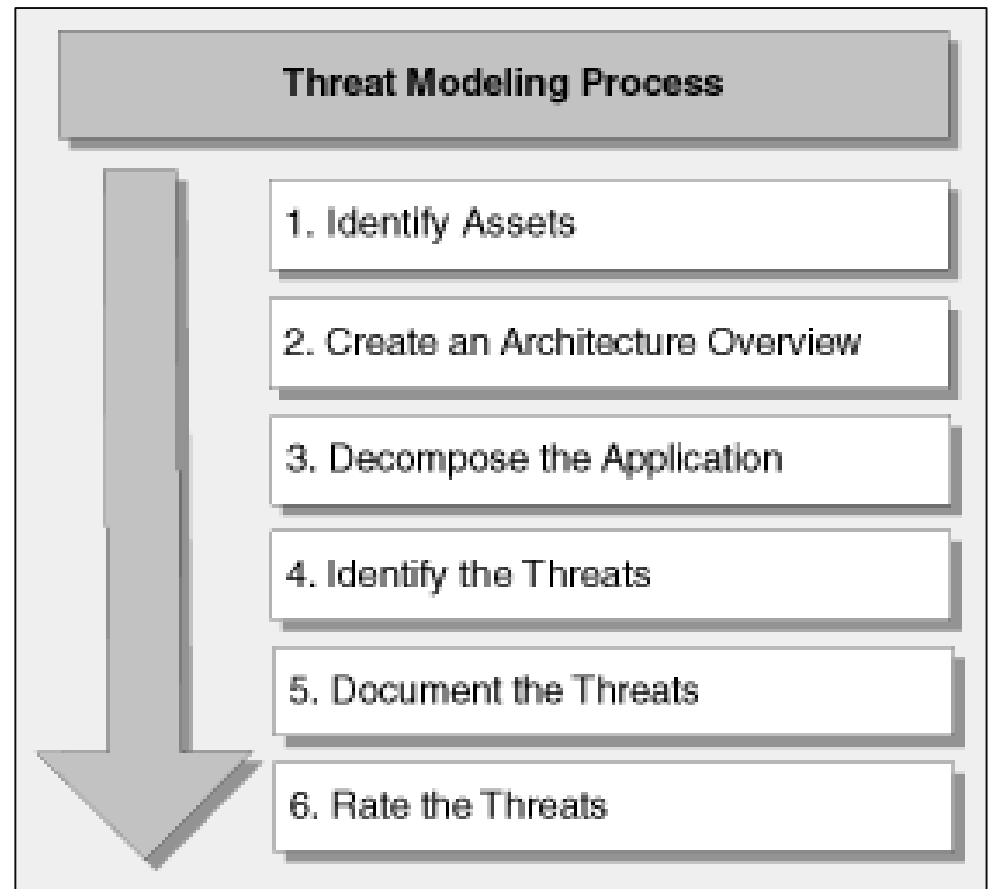 Threat Modeling Process
1. Identify Assets
2. Create an Architecture Overview
3. Decompose the Application
4. Identify the Threats
5. Document the Threats
6. Rate the Threats